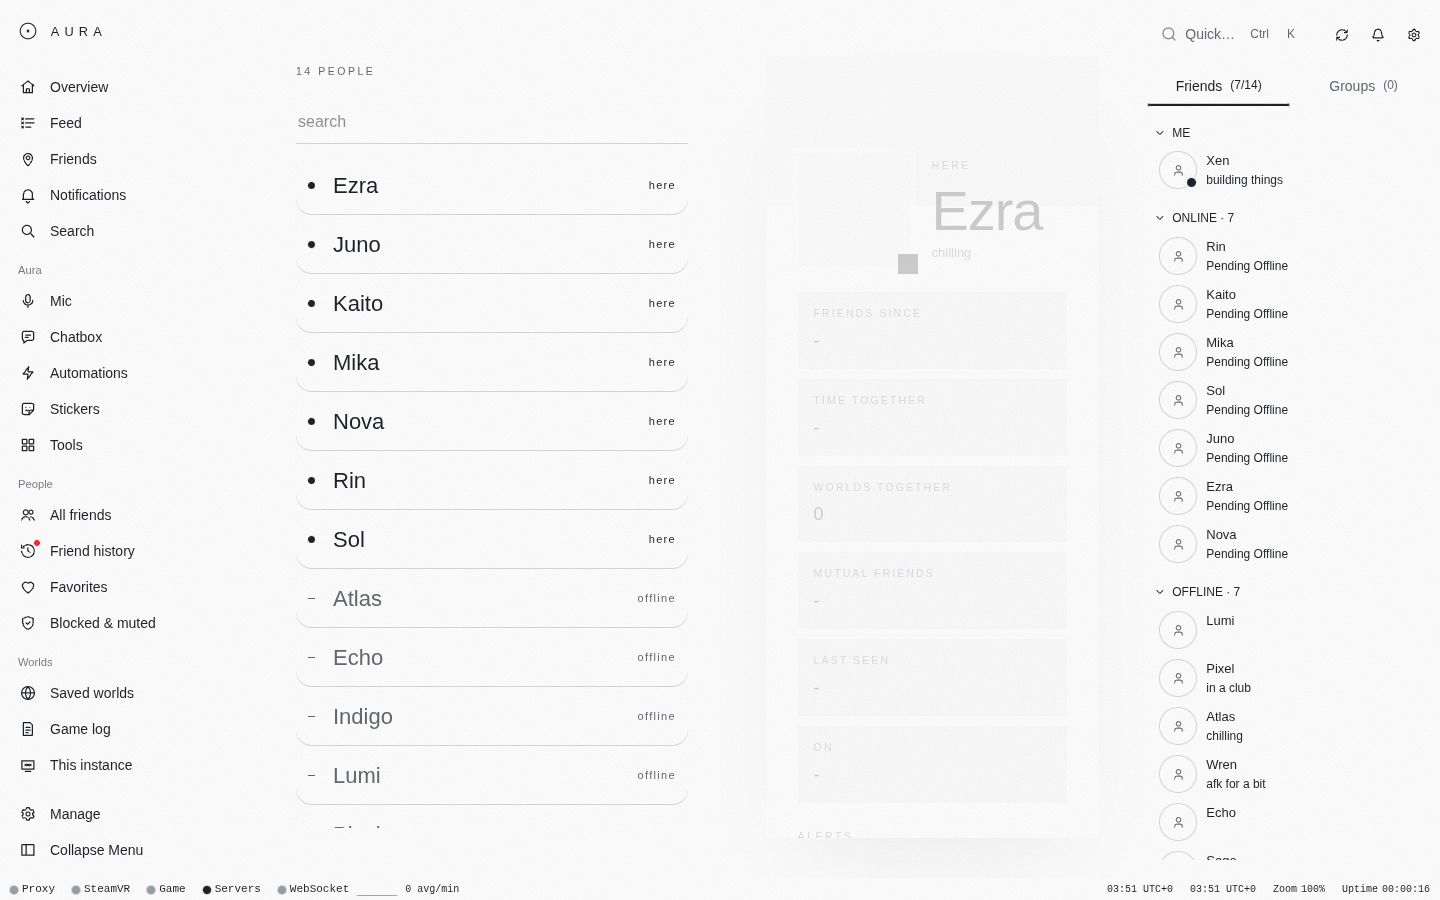 AURA
Quick... Ctrl K
Overview
Feed
Friends
Notifications
Search
Aura
Mic
Chatbox
Automations
Stickers
Tools
People
All friends
Friend history
Favorites
Blocked & muted
Worlds
Saved worlds
Game log
This instance
Manage
Collapse Menu
14 PEOPLE
search
Ezra here
Juno here
Kaito here
Mika here
Nova here
Rin here
Sol here
Atlas offline
Echo offline
Indigo offline
Lumi offline
HERE
Ezra
chilling
FRIENDS SINCE
-
TIME TOGETHER
-
WORLDS TOGETHER
0
MUTUAL FRIENDS
-
LAST SEEN
-
ON
-
ALERTS
Friends (7/14) Groups (0)
ME
Xen
building things
ONLINE · 7
Rin
Pending Offline
Kaito
Pending Offline
Mika
Pending Offline
Sol
Pending Offline
Juno
Pending Offline
Ezra
Pending Offline
Nova
Pending Offline
OFFLINE · 7
Lumi
Pixel
in a club
Atlas
chilling
Wren
afk for a bit
Echo
Proxy SteamVR Game Servers WebSocket 0 avg/min
03:51 UTC+0 03:51 UTC+0 Zoom 100% Uptime 00:00:16